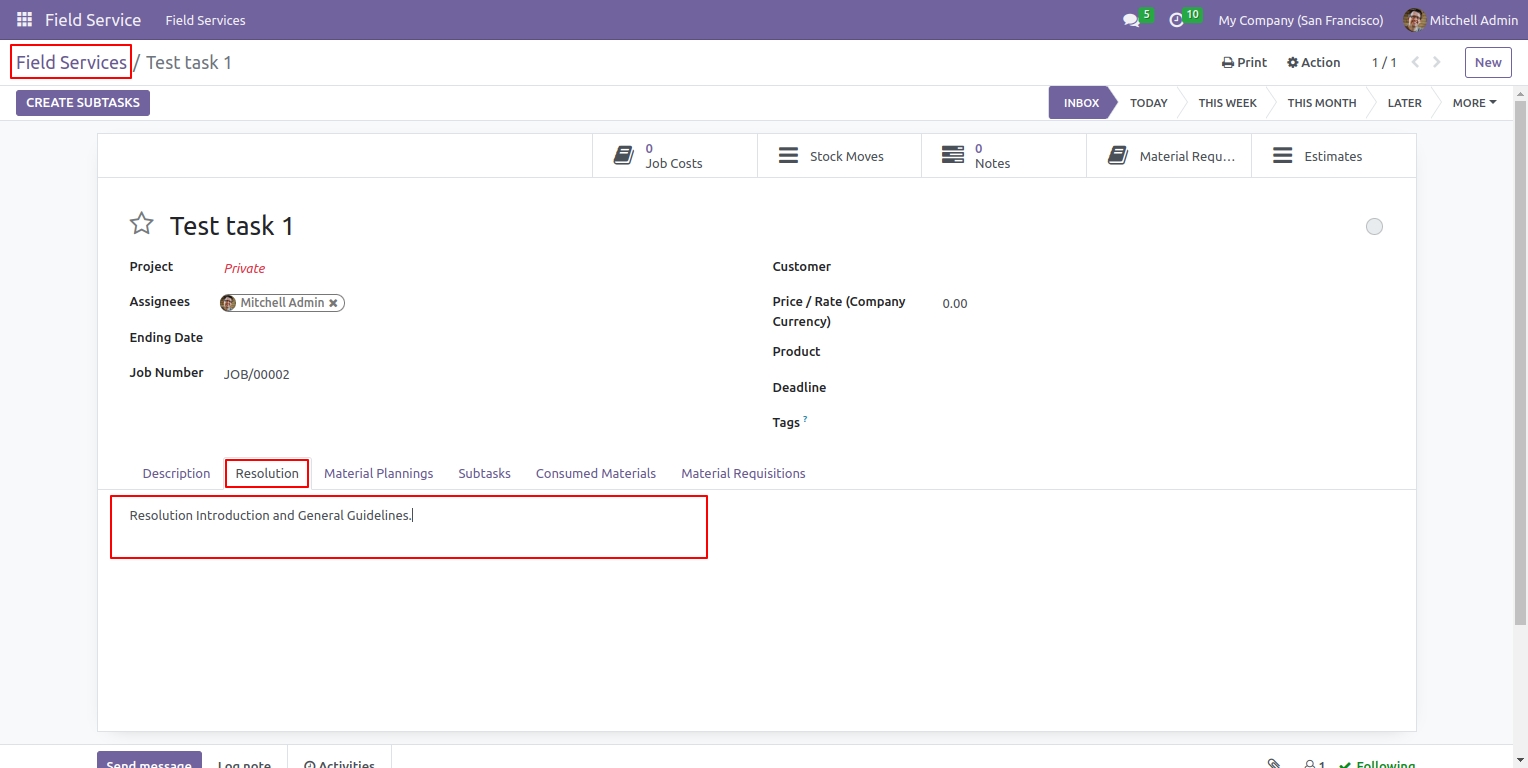 Field Service Field Services 5 10 My Company (San Francisco) Mitchell Admin
Field Services / Test task 1 Print Action 1 / 1 New
CREATE SUBTASKS INBOX TODAY THIS WEEK THIS MONTH LATER MORE
0
Job Costs
Stock Moves
0
Notes
Material Requ...
Estimates
Test task 1
Project Private
Assignees Mitchell Admin ×
Ending Date
Job Number JOB/00002
Customer
Price / Rate (Company
Currency) 0.00
Product
Deadline
Tags ?
Description Resolution Material Plannings Subtasks Consumed Materials Material Requisitions
Resolution Introduction and General Guidelines.
Send message Log note Activities 1 Following